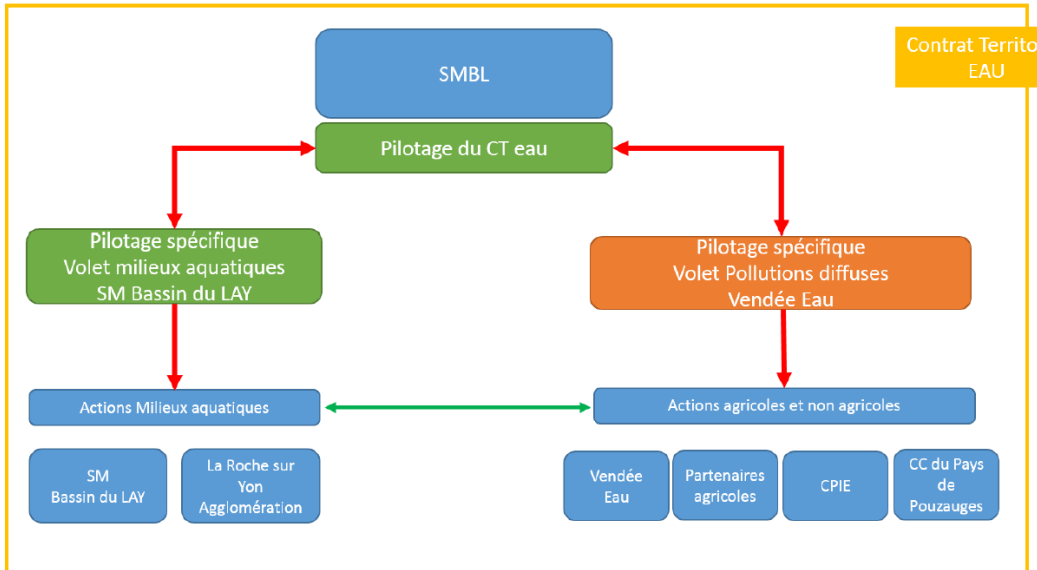 SMBL
Contrat Territo
EAU
Pilotage du CT eau
Pilotage spécifique
Volet milieux aquatiques
SM Bassin du LAY
Pilotage spécifique
Volet Pollutions diffuses
Vendée Eau
Actions Milieux aquatiques
Actions agricoles et non agricoles
SM
Bassin du LAY
La Roche sur
Yon
Agglomération
Vendée
Eau
Partenaires
agricoles
CPIE
CC du Pays
de
Pouzauges